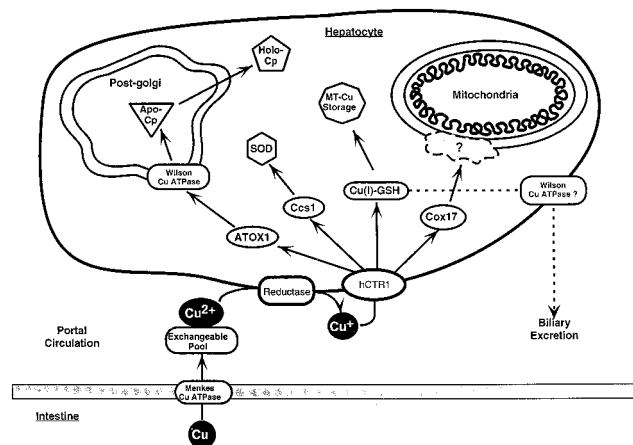 Hepatocyte
Holo-
Cp
Post-golgi
Apo-
Cp
MT-Cu
Storage
Mitochondria
?
SOD
Wilson
Cu ATPase
Cu(I)-GSH
Wilson
Cu ATPase ?
Ccs1
Cox17
ATOX1
hCTR1
Reductase
Cu2+
Cu+
Exchangeable
Pool
Portal
Circulation
Biliary
Excretion
Menkes
Cu ATPase
Intestine
Cu